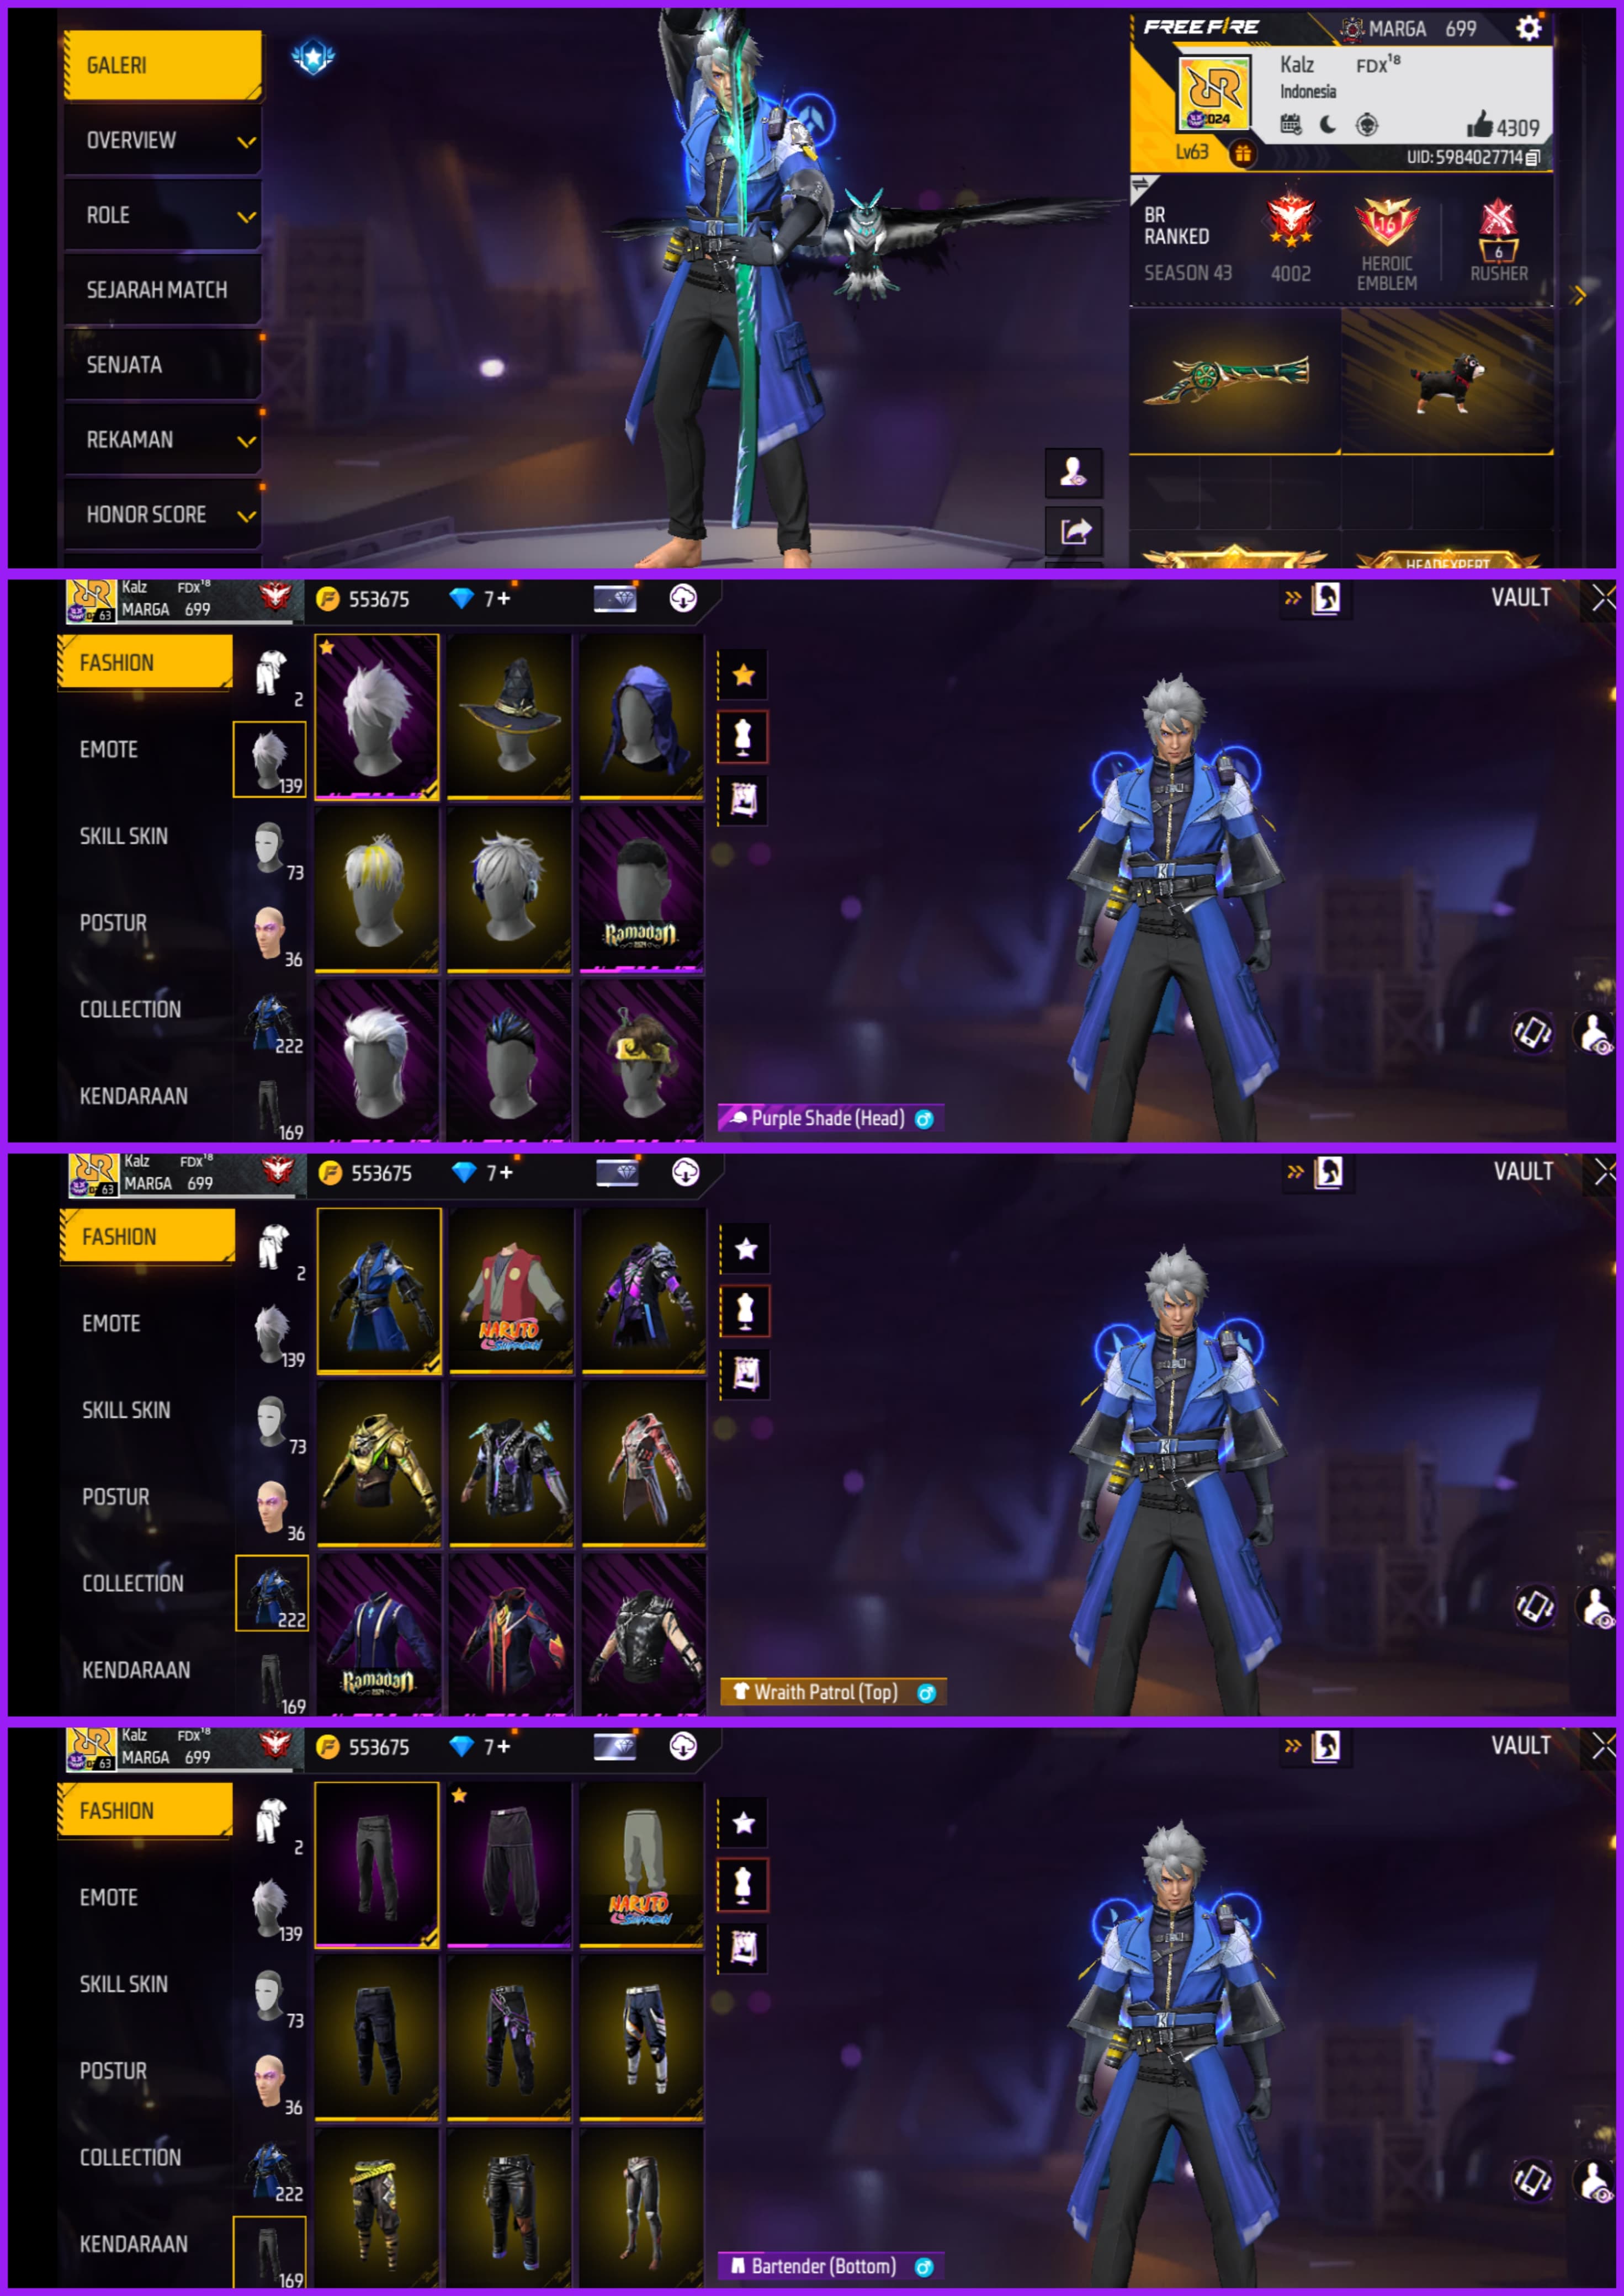 GALERI
OVERVIEW
ROLE
SEJARAH MATCH
SENJATA
REKAMAN
HONOR SCORE
FREE FIRE
MARGA 699
Kalz FDX¹⁸
Indonesia
2024
4309
Lv63
UID: 5984027714
BR RANKED
SEASON 43
4002
16
HEROIC
EMBLEM
6
RUSHER
HEADEXPERT
Kalz FDX¹⁸
MARGA 699
63
553675
7+
VAULT
FASHION
2
EMOTE
139
SKILL SKIN
73
POSTUR
36
COLLECTION
222
KENDARAAN
169
Ramadan
2024
Purple Shade (Head)
Kalz FDX¹⁸
MARGA 699
63
553675
7+
VAULT
FASHION
2
EMOTE
139
SKILL SKIN
73
POSTUR
36
COLLECTION
222
KENDARAAN
169
NARUTO
SHIPPUDEN
Ramadan
2024
Wraith Patrol (Top)
Kalz FDX¹⁸
MARGA 699
63
553675
7+
VAULT
FASHION
2
EMOTE
139
SKILL SKIN
73
POSTUR
36
COLLECTION
222
KENDARAAN
169
NARUTO
SHIPPUDEN
Bartender (Bottom)